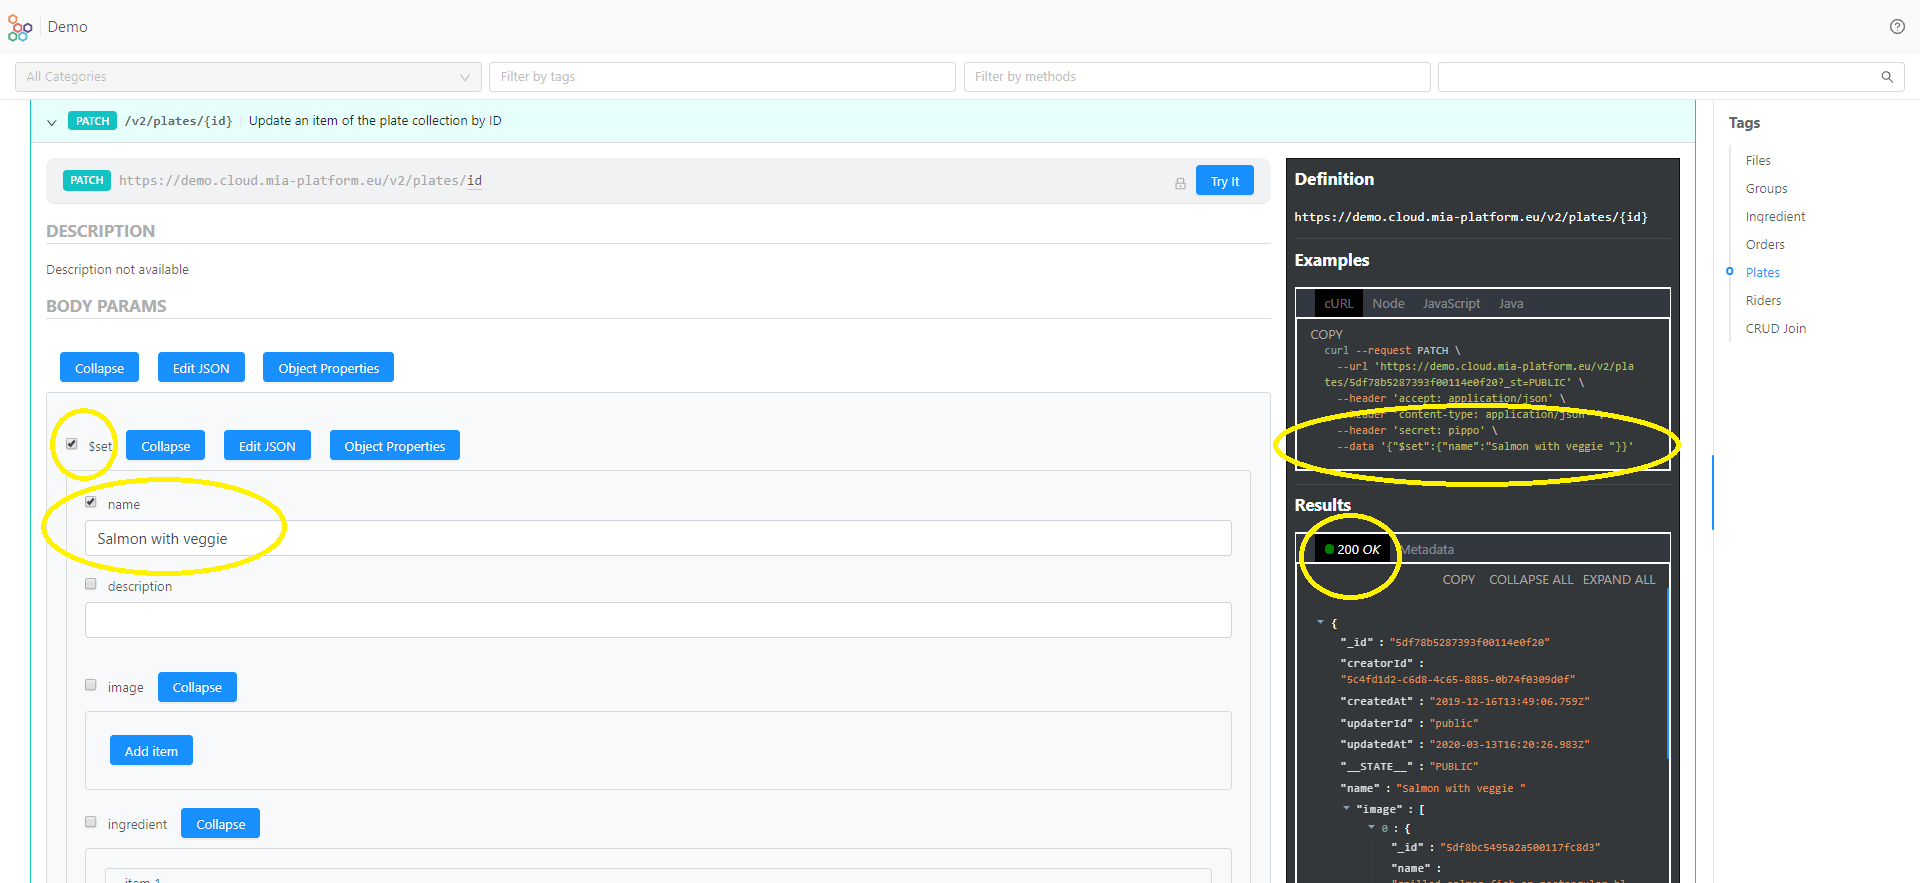 Demo
All Categories
Filter by tags
Filter by methods
PATCH /v2/plates/{id} Update an item of the plate collection by ID
PATCH https://demo.cloud.mia-platform.eu/v2/plates/id
Try It
DESCRIPTION
Description not available
BODY PARAMS
Collapse
Edit JSON
Object Properties
$set
Collapse
Edit JSON
Object Properties
name
Salmon with veggie
description
image
Collapse
Add item
ingredient
Collapse
item 1
Definition
https://demo.cloud.mia-platform.eu/v2/plates/{id}
Examples
cURL Node JavaScript Java
COPY
curl --request PATCH \
--url 'https://demo.cloud.mia-platform.eu/v2/pla
tes/5df78b5287393f00114e0f20?_st=PUBLIC' \
--header 'accept: application/json' \
--header 'content-type: application/json'
--header 'secret: pippo' \
--data '{"$set":{"name":"Salmon with veggie "}}'
Results
200 OK Metadata
COPY COLLAPSE ALL EXPAND ALL
{
"_id" : "5df78b5287393f00114e0f20"
"creatorId" :
"5c4fd1d2-c6d8-4c65-8885-0b74f0309d0f"
"createdAt" : "2019-12-16T13:49:06.759Z"
"updaterId" : "public"
"updatedAt" : "2020-03-13T16:20:26.983Z"
"__STATE__" : "PUBLIC"
"name" : "Salmon with veggie "
"image" : [
0 : {
"_id" : "5df8bc5495a2a500117fc8d3"
"name" :
Tags
Files
Groups
Ingredient
Orders
Plates
Riders
CRUD Join